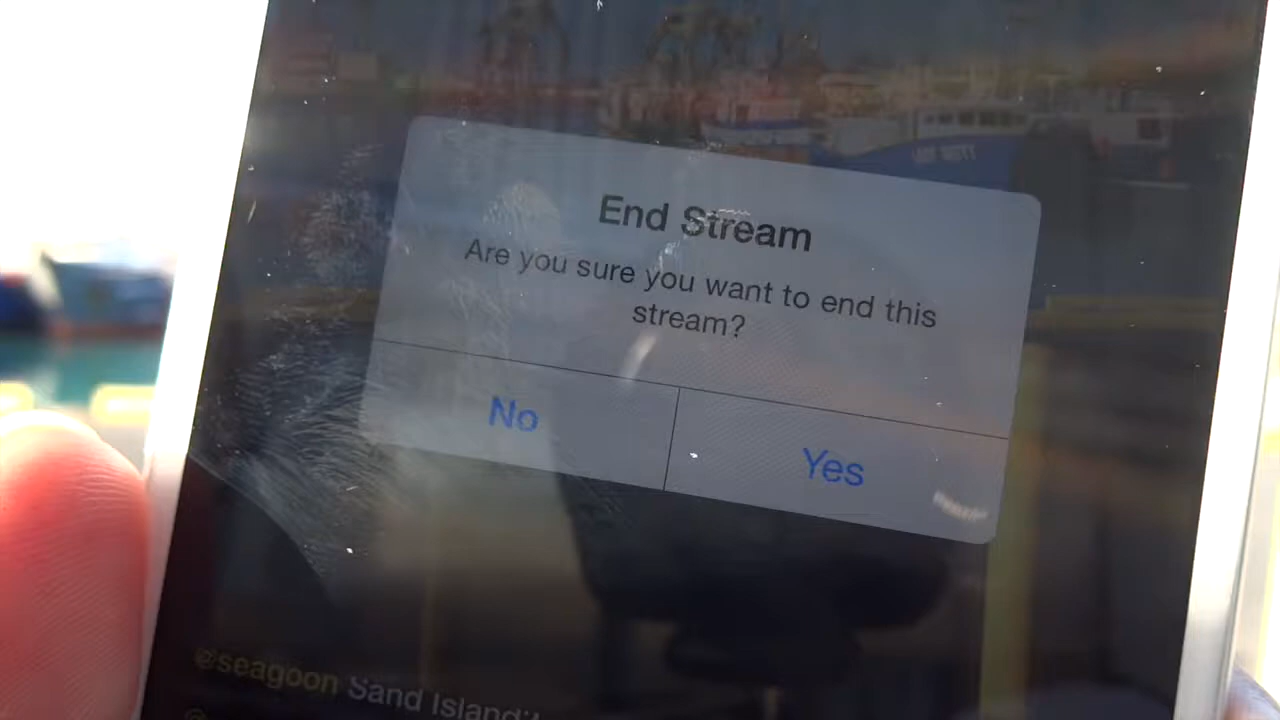 End Stream
Are you sure you want to end this
stream?
No
Yes
@seagoon Sand Island